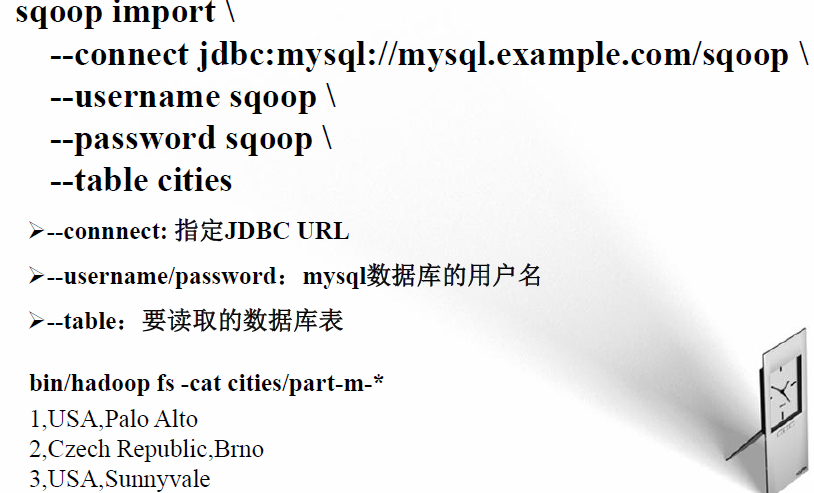 sqoop import \
--connect jdbc:mysql://mysql.example.com/sqoop \
--username sqoop \
--password sqoop \
--table cities
➢--connnect: 指定JDBC URL
➢--username/password：mysql数据库的用户名
➢--table：要读取的数据库表
bin/hadoop fs -cat cities/part-m-*
1,USA,Palo Alto
2,Czech Republic,Brno
3,USA,Sunnyvale